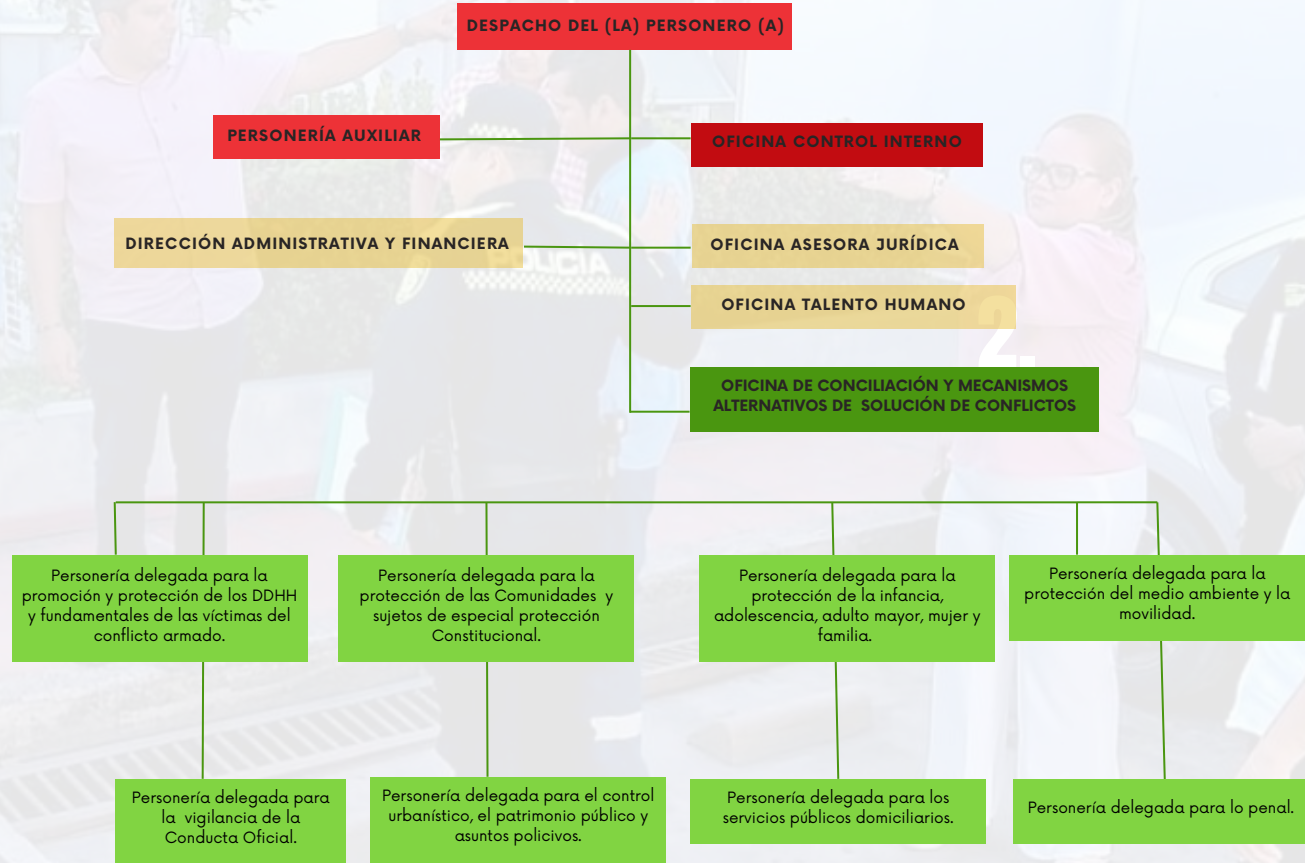 DESPACHO DEL (LA) PERSONERO (A)
PERSONERÍA AUXILIAR
OFICINA CONTROL INTERNO
DIRECCIÓN ADMINISTRATIVA Y FINANCIERA
OFICINA ASESORA JURÍDICA
POLICIA
OFICINA TALENTO HUMANO
2.
OFICINA DE CONCILIACIÓN Y MECANISMOS
ALTERNATIVOS DE SOLUCIÓN DE CONFLICTOS
Personería delegada para la
promoción y protección de los DDHH
y fundamentales de las víctimas del
conflicto armado.
Personería delegada para la
protección de las Comunidades y
sujetos de especial protección
Constitucional.
Personería delegada para la
protección de la infancia,
adolescencia, adulto mayor, mujer y
familia.
Personería delegada para la
protección del medio ambiente y la
movilidad.
Personería delegada para
la vigilancia de la
Conducta Oficial.
Personería delegada para el control
urbanístico, el patrimonio público y
asuntos policivos.
Personería delegada para los
servicios públicos domiciliarios.
Personería delegada para lo penal.